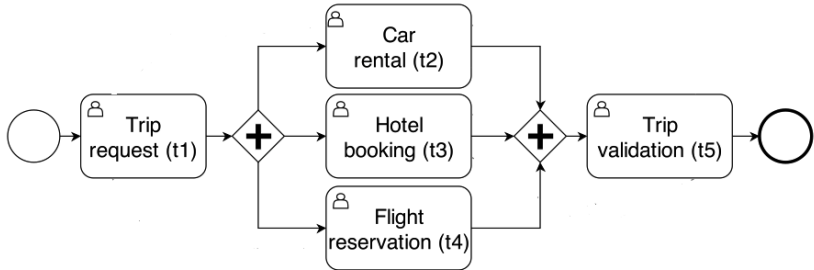 Trip
request (t1)
Car
rental (t2)
Hotel
booking (t3)
Flight
reservation (t4)
Trip
validation (t5)